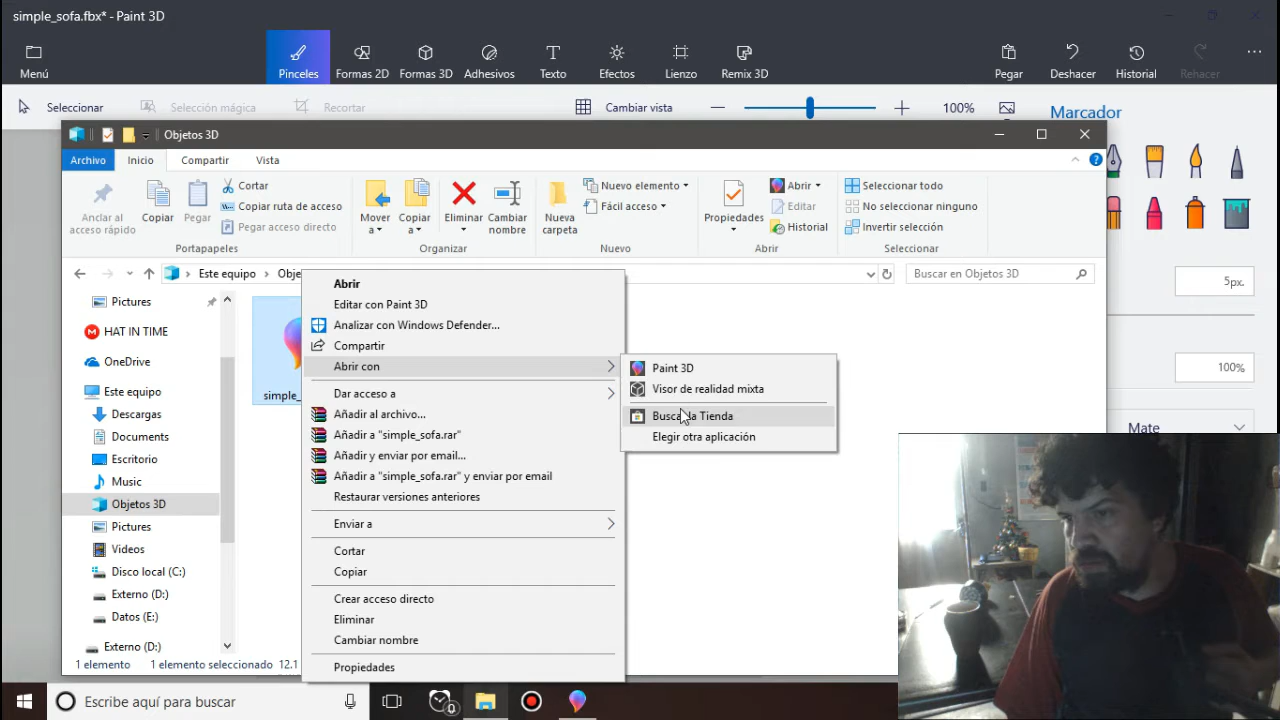 simple_sofa.fbx* - Paint 3D
Menú
Pinceles
Formas 2D
Formas 3D
Adhesivos
Texto
Efectos
Lienzo
Remix 3D
Pegar
Deshacer
Historial
Rehacer
Seleccionar
Selección mágica
Recortar
Cambiar vista
100%
Marcador
Objetos 3D
Archivo
Inicio
Compartir
Vista
Anclar al
acceso rápido
Copiar
Pegar
Cortar
Copiar ruta de acceso
Pegar acceso directo
Portapapeles
Mover
a
Copiar
a
Eliminar
Cambiar
nombre
Organizar
Nueva
carpeta
Nuevo elemento
Fácil acceso
Nuevo
Propiedades
Abrir
Editar
Historial
Abrir
Seleccionar todo
No seleccionar ninguno
Invertir selección
Seleccionar
Este equipo
Obje
Buscar en Objetos 3D
5px.
100%
Mate
Pictures
HAT IN TIME
OneDrive
Este equipo
Descargas
Documents
Escritorio
Music
Objetos 3D
Pictures
Videos
Disco local (C:)
Externo (D:)
Datos (E:)
Externo (D:)
simple_
1 elemento
1 elemento seleccionado
12.1
Abrir
Editar con Paint 3D
Analizar con Windows Defender...
Compartir
Abrir con
Dar acceso a
Añadir al archivo...
Añadir a "simple_sofa.rar"
Añadir y enviar por email...
Añadir a "simple_sofa.rar" y enviar por email
Restaurar versiones anteriores
Enviar a
Cortar
Copiar
Crear acceso directo
Eliminar
Cambiar nombre
Propiedades
Paint 3D
Visor de realidad mixta
Buscar la Tienda
Elegir otra aplicación
Escribe aquí para buscar